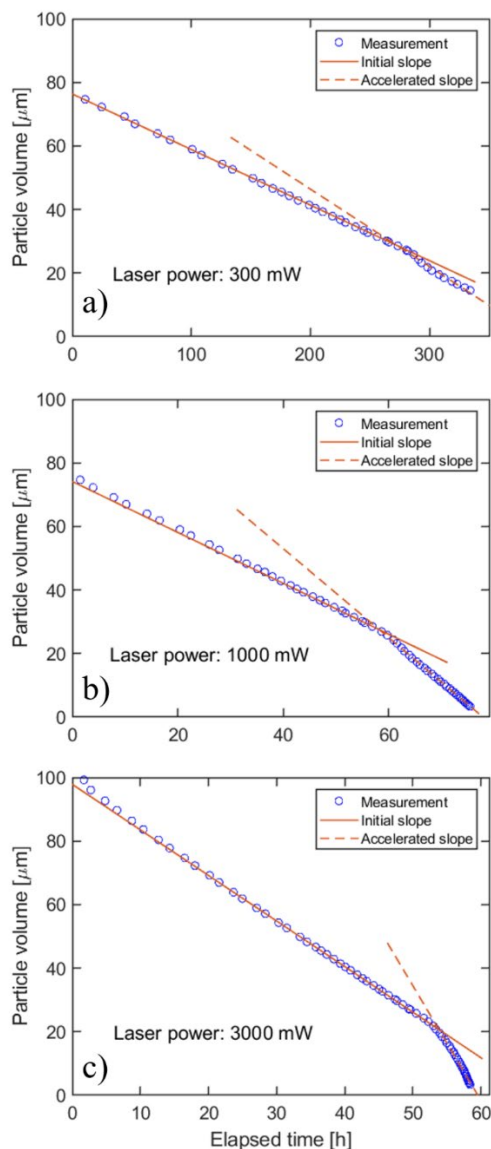 100
80
60
40
20
0
Particle volume [μm]
Measurement
Initial slope
Accelerated slope
Laser power: 300 mW
a)
0 100 200 300
100
80
60
40
20
0
Particle volume [μm]
Measurement
Initial slope
Accelerated slope
Laser power: 1000 mW
b)
0 20 40 60
100
80
60
40
20
0
Particle volume [μm]
Measurement
Initial slope
Accelerated slope
Laser power: 3000 mW
c)
0 10 20 30 40 50 60
Elapsed time [h]